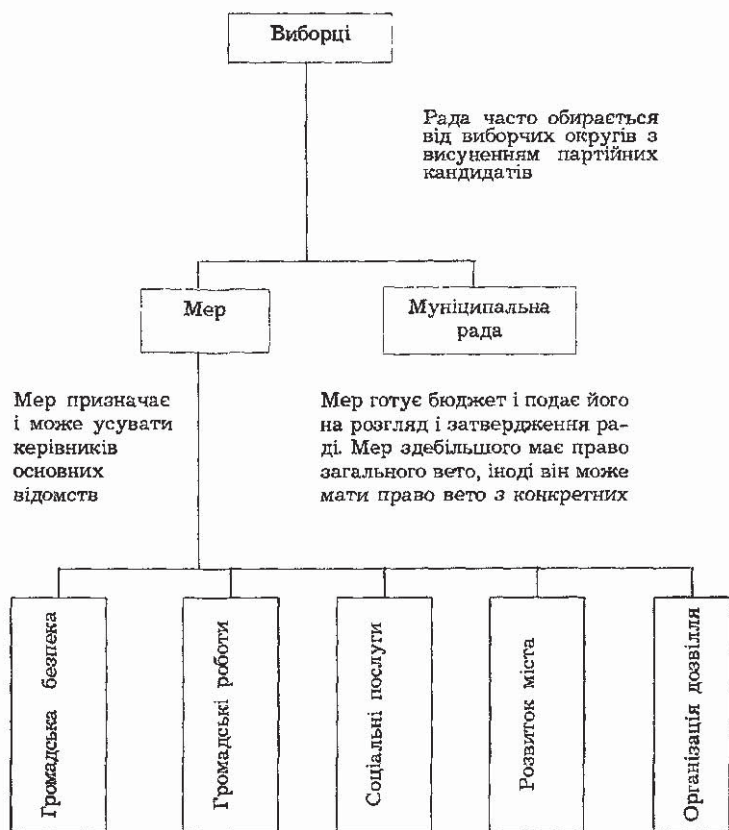 Виборці
Рада часто обирається
від виборчих округів з
висуненням партійних
кандидатів
Мер
Муніципальна
рада
Мер призначає
і може усувати
керівників
основних
відомств
Мер готує бюджет і подає його
на розгляд і затвердження ра-
ді. Мер здебільшого має право
загального вето, іноді він може
мати право вето з конкретних
Громадська безпека
Громадські роботи
Соціальні послуги
Розвиток міста
Організація дозвілля